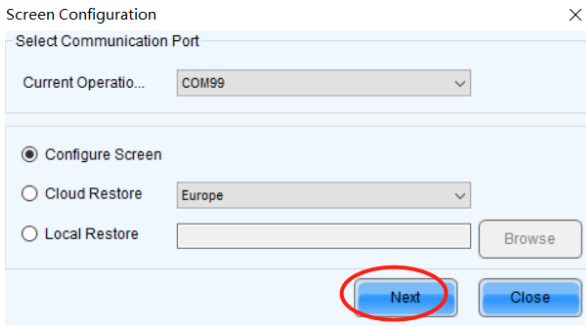 Screen Configuration
Select Communication Port
Current Operatio... COM99
Configure Screen
Cloud Restore Europe
Local Restore Browse
Next Close